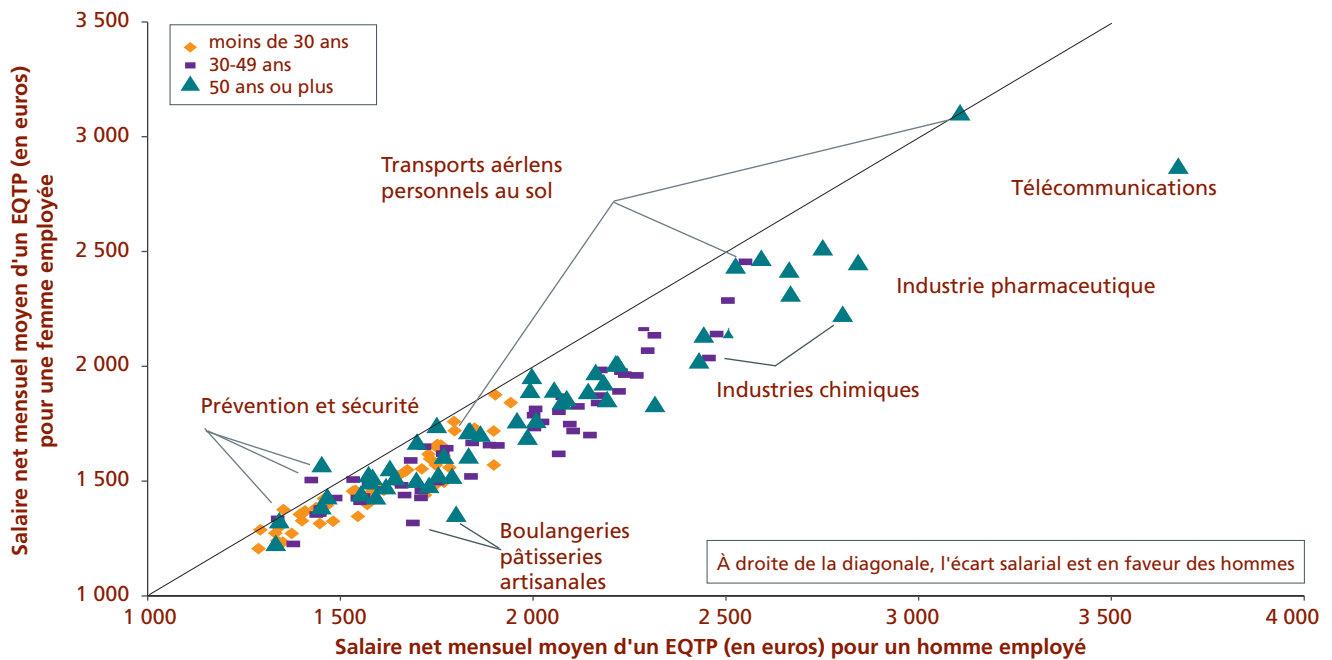 3 500
3 000
2 500
2 000
1 500
1 000
Salaire net mensuel moyen d'un EQTP (en euros)
pour une femme employée
moins de 30 ans
30-49 ans
50 ans ou plus
Transports aérlens
personnels au sol
Télécommunications
Industrie pharmaceutique
Industries chimiques
Prévention et sécurité
Boulangeries
pâtisseries
artisanales
À droite de la diagonale, l'écart salarial est en faveur des hommes
1 000
1 500
2 000
2 500
3 000
3 500
4 000
Salaire net mensuel moyen d'un EQTP (en euros) pour un homme employé